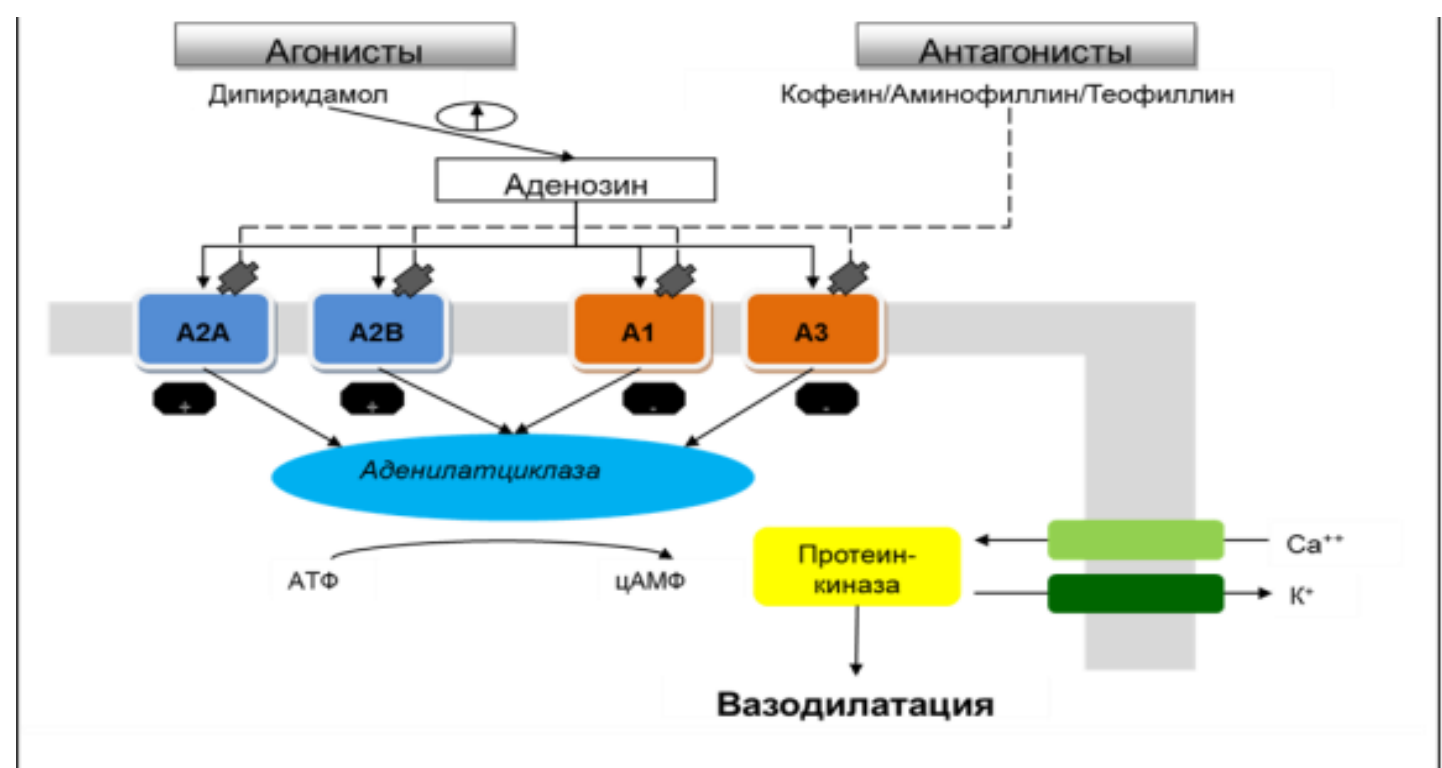 Агонисты
Антагонисты
Дипиридамол
Кофеин/Аминофиллин/Теофиллин
Аденозин
A2A
A2B
A1
A3
+
+
-
-
Аденилатциклаза
АТФ
цАМФ
Протеин-
киназа
Ca⁺⁺
К⁺
Вазодилатация